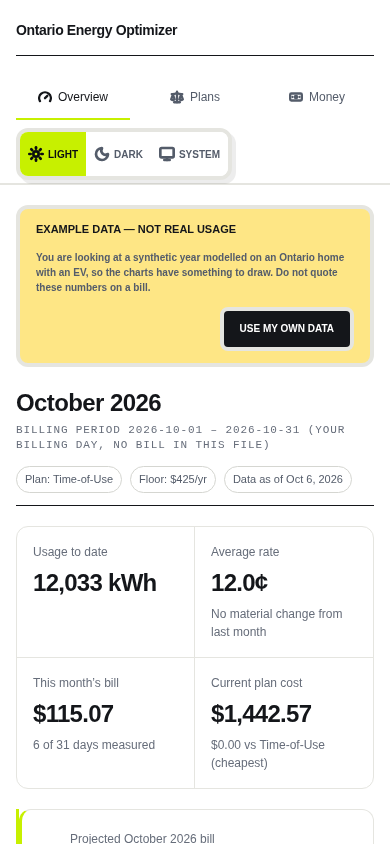 Ontario Energy Optimizer
Overview
Plans
Money
LIGHT
DARK
SYSTEM
EXAMPLE DATA — NOT REAL USAGE
You are looking at a synthetic year modelled on an Ontario home
with an EV, so the charts have something to draw. Do not quote
these numbers on a bill.
USE MY OWN DATA
October 2026
BILLING PERIOD 2026-10-01 – 2026-10-31 (YOUR
BILLING DAY, NO BILL IN THIS FILE)
Plan: Time-of-Use
Floor: $425/yr
Data as of Oct 6, 2026
Usage to date
12,033 kWh
Average rate
12.0¢
No material change from
last month
This month's bill
$115.07
6 of 31 days measured
Current plan cost
$1,442.57
$0.00 vs Time-of-Use
(cheapest)
Projected October 2026 bill